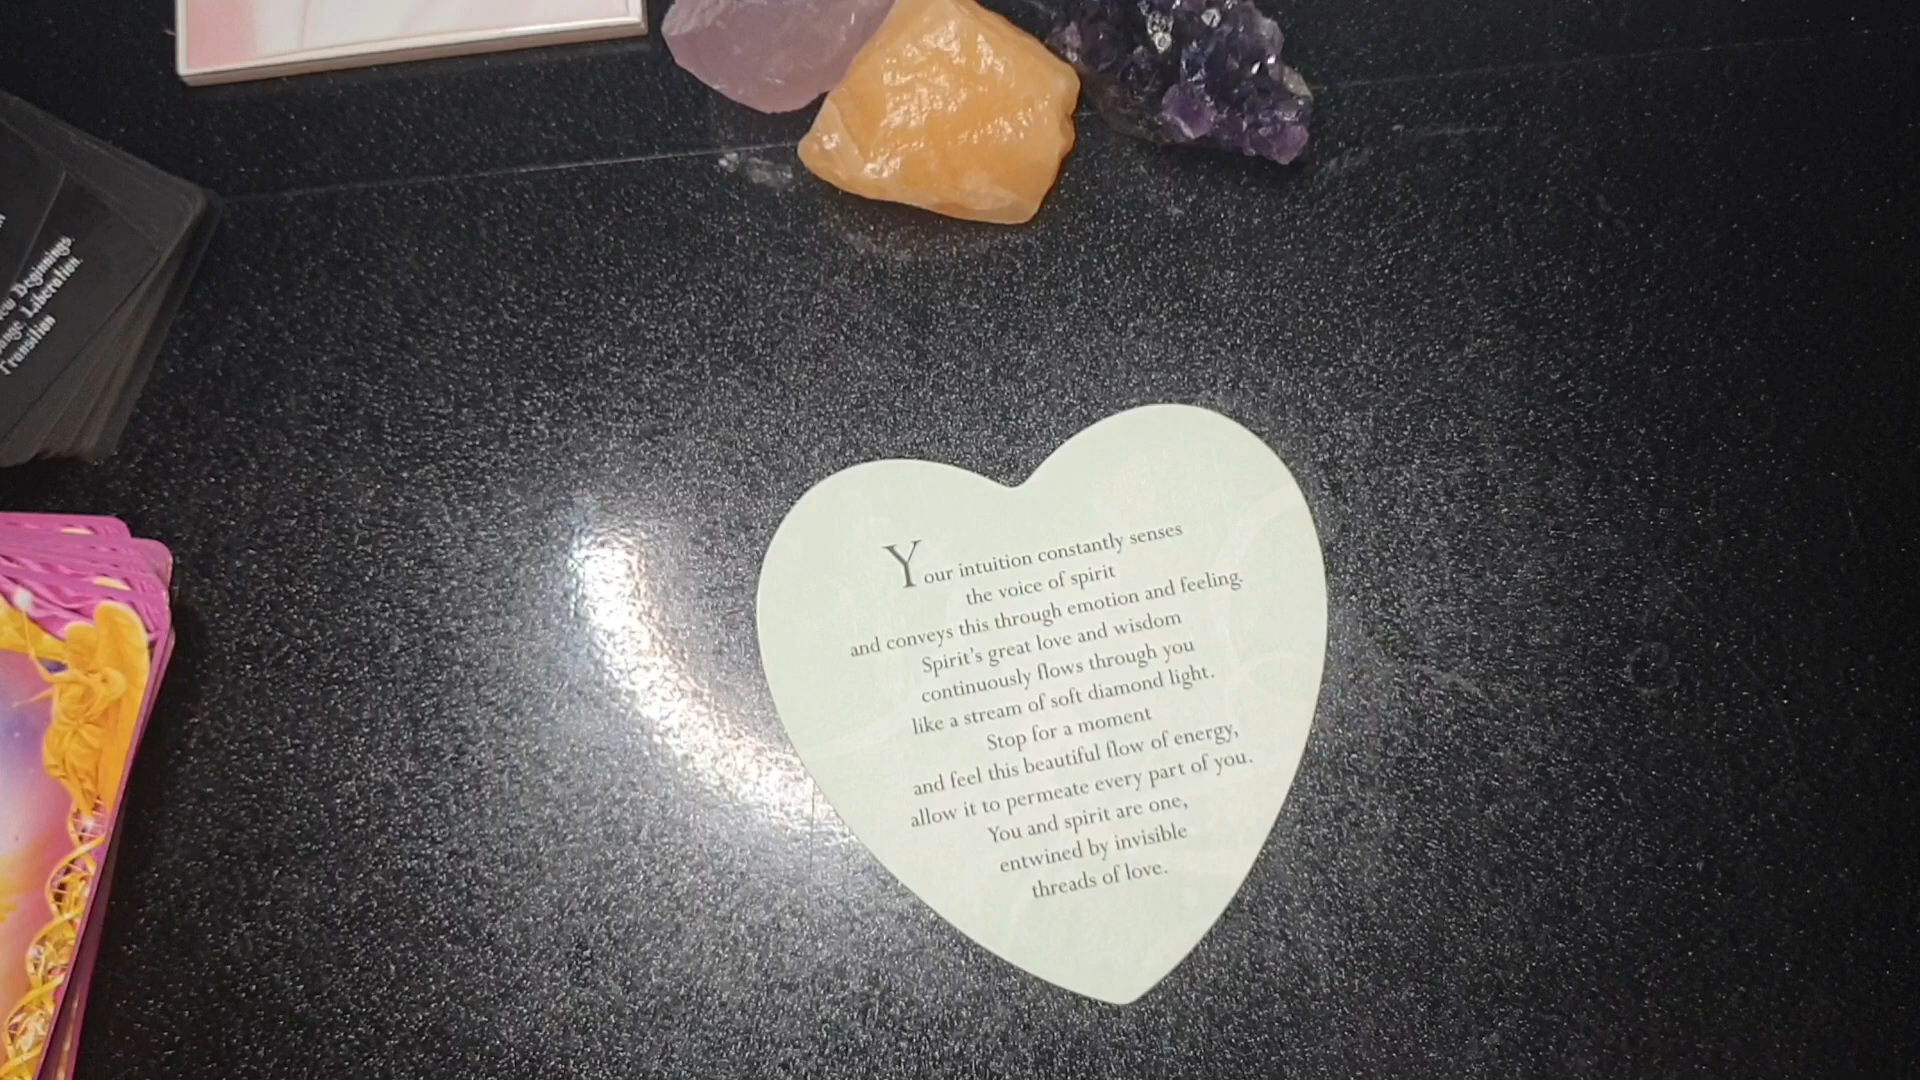 Beginnings
Liberation
Transition
Your intuition constantly senses
the voice of spirit
and conveys this through emotion and feeling.
Spirit's great love and wisdom
continuously flows through you
like a stream of soft diamond light.
Stop for a moment
and feel this beautiful flow of energy,
allow it to permeate every part of you.
You and spirit are one,
entwined by invisible
threads of love.